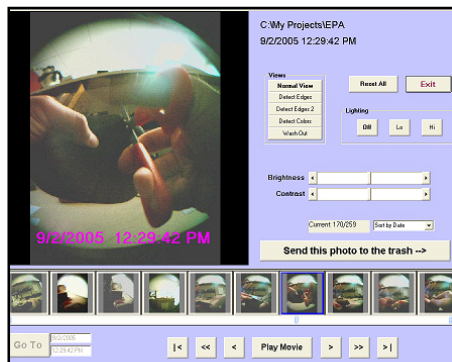 C:\My Projects\EPA
9/2/2005 12:29:42 PM
Views
Normal View
Detect Edges
Detect Edges 2
Detect Colors
Wash Out
Reset All
Exit
Lighting
Off
Lo
Hi
Brightness
Contrast
9/2/2005, 12:29:42 PM
Current 170/259
Sort by Date
Send this photo to the trash -->
Go To
9/2/2005
12:29:42 PM
|<
<<
<
Play Movie
>
>>
>|